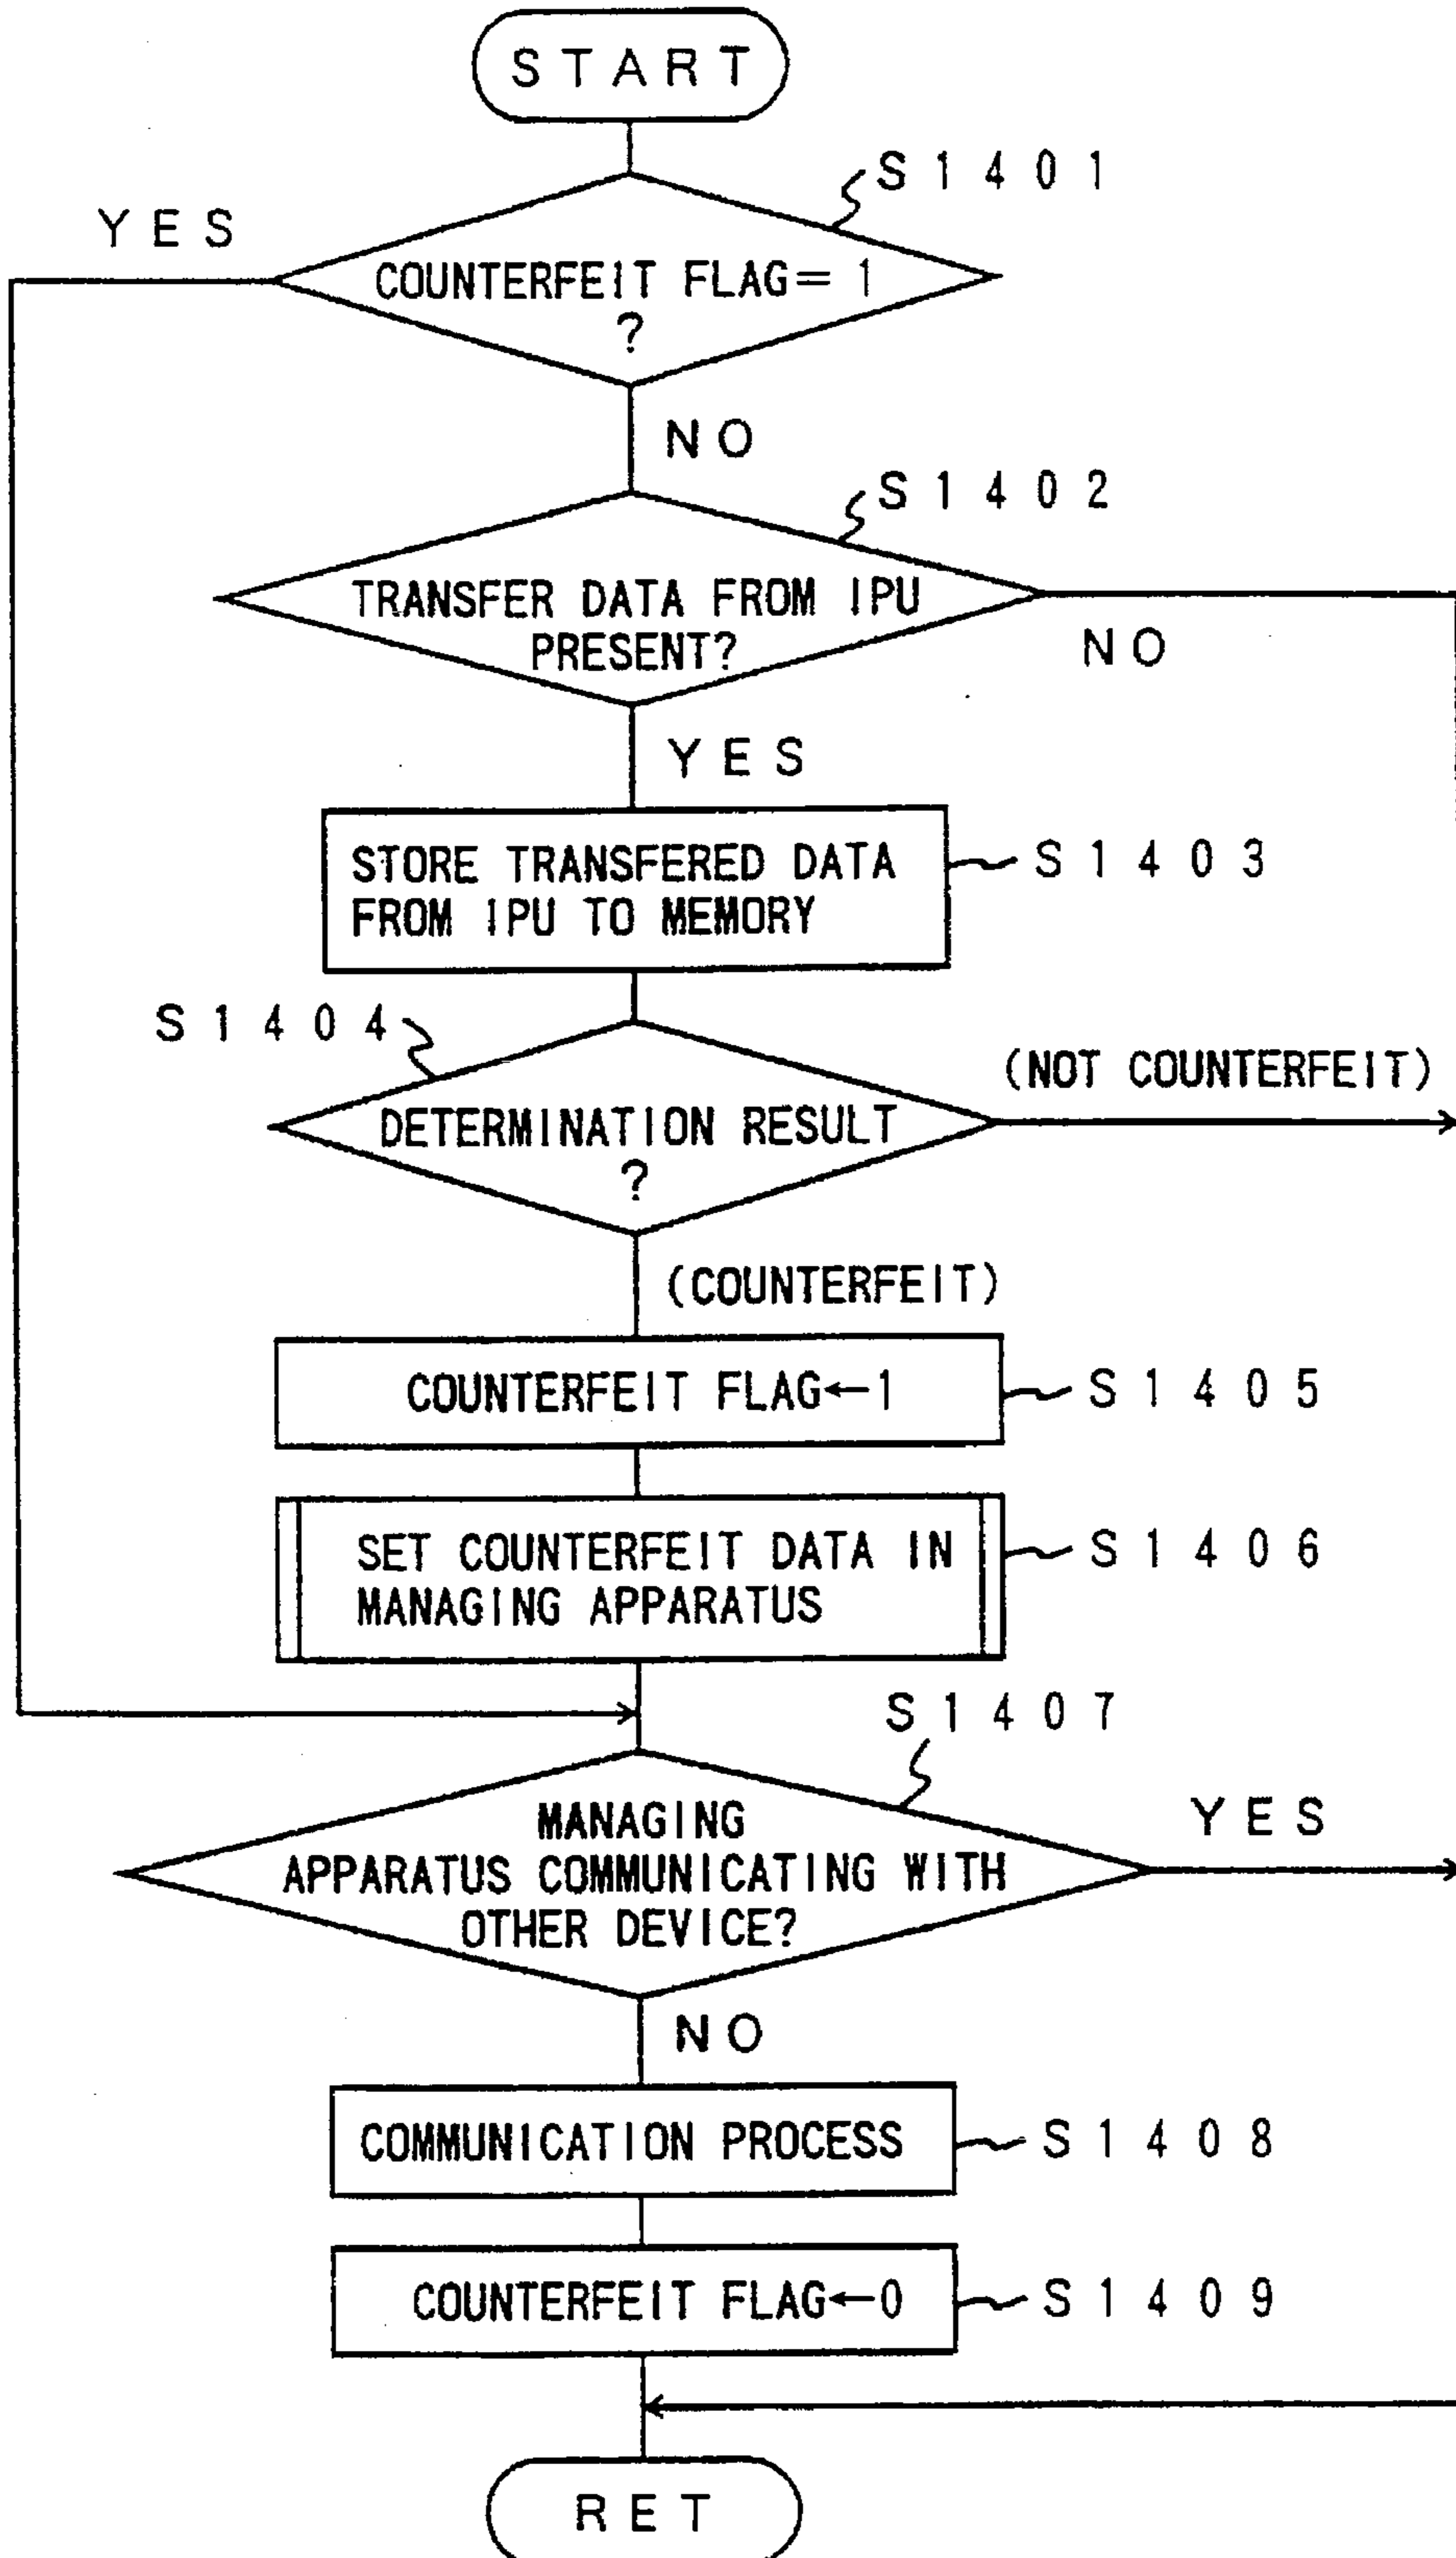 START
S1401
YES
COUNTERFEIT FLAG=1
?
NO
S1402
TRANSFER DATA FROM IPU
PRESENT?
NO
YES
STORE TRANSFERED DATA
FROM IPU TO MEMORY
S1403
S1404
(NOT COUNTERFEIT)
DETERMINATION RESULT
?
(COUNTERFEIT)
COUNTERFEIT FLAG←1
S1405
SET COUNTERFEIT DATA IN
MANAGING APPARATUS
S1406
S1407
MANAGING
APPARATUS COMMUNICATING WITH
OTHER DEVICE?
YES
NO
COMMUNICATION PROCESS
S1408
COUNTERFEIT FLAG←0
S1409
RET